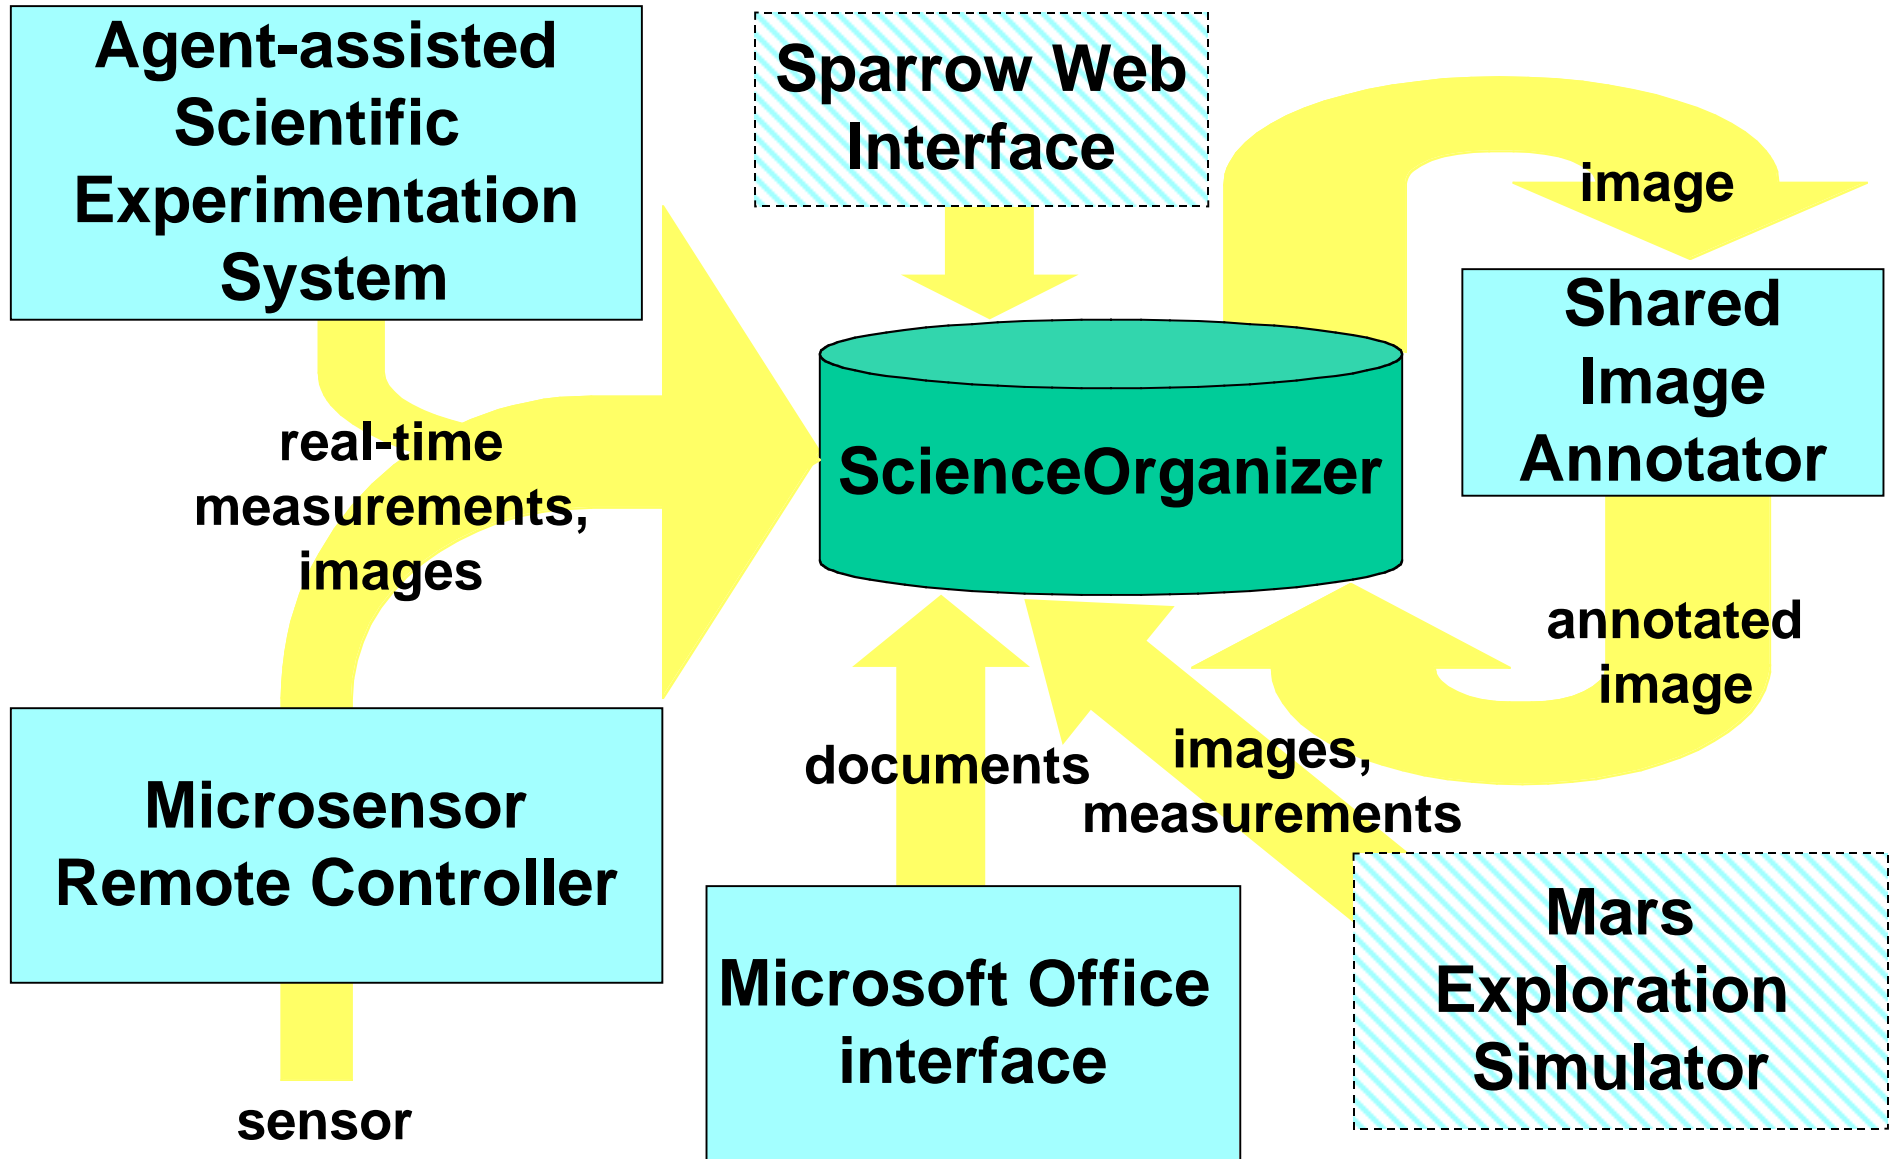 Agent-assisted
Scientific
Experimentation
System
Sparrow Web
Interface
image
Shared
Image
Annotator
real-time
measurements,
images
ScienceOrganizer
annotated
image
documents
images,
measurements
Microsensor
Remote Controller
Microsoft Office
interface
Mars
Exploration
Simulator
sensor